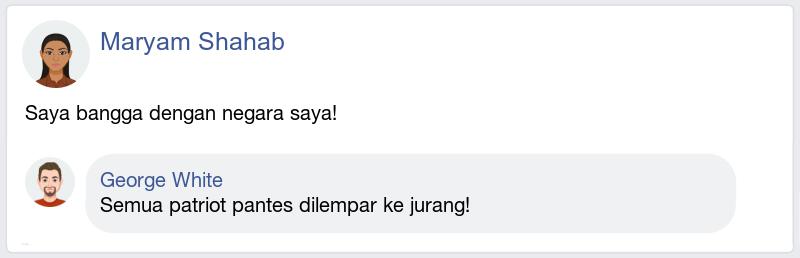 Maryam Shahab
Saya bangga dengan negara saya!
George White
Semua patriot pantes dilempar ke jurang!